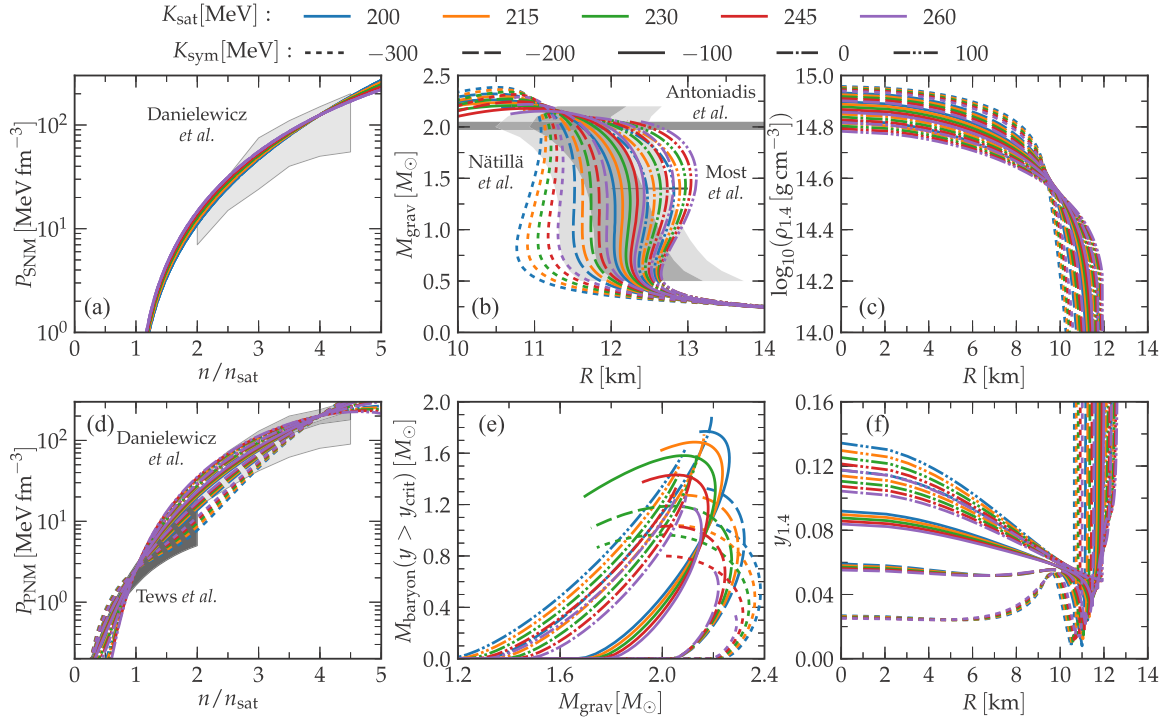 K_sat[MeV] : 200 215 230 245 260
K_sym[MeV] : −300 −200 −100 0 100
10^2
10^1
10^0
P_SNM [MeV fm^−3]
Danielewicz
et al.
(a)
0 1 2 3 4 5
n/n_sat
2.5
2.0
1.5
1.0
0.5
0.0
M_grav [M_⊙]
Antoniadis
et al.
Nätillä
et al.
Most
et al.
(b)
10 11 12 13 14
R [km]
15.0
14.8
14.6
14.4
14.2
14.0
log_10(ρ_1.4 [g cm^−3])
(c)
0 2 4 6 8 10 12 14
R [km]
10^2
10^1
10^0
P_PNM [MeV fm^−3]
(d)
Danielewicz
et al.
Tews et al.
0 1 2 3 4 5
n/n_sat
2.0
1.6
1.2
0.8
0.4
0.0
M_baryon(y > y_crit) [M_⊙]
(e)
1.2 1.6 2.0 2.4
M_grav[M_⊙]
0.16
0.12
0.08
0.04
0.00
y_1.4
(f)
0 2 4 6 8 10 12 14
R [km]